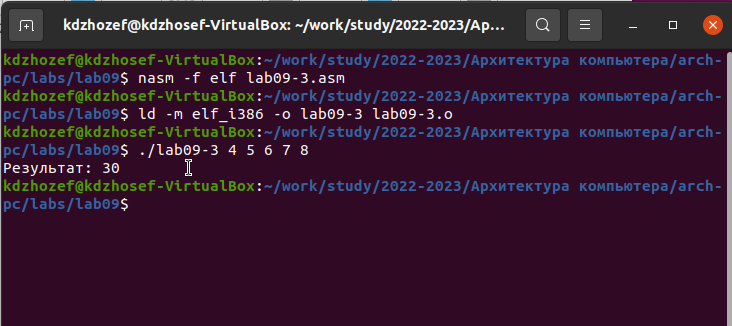 kdzhozef@kdzhosef-VirtualBox: ~/work/study/2022-2023/Ар...
kdzhozef@kdzhosef-VirtualBox:~/work/study/2022-2023/Архитектура компьютера/arch-
pc/labs/lab09$ nasm -f elf lab09-3.asm
kdzhozef@kdzhosef-VirtualBox:~/work/study/2022-2023/Архитектура компьютера/arch-
pc/labs/lab09$ ld -m elf_i386 -o lab09-3 lab09-3.o
kdzhozef@kdzhosef-VirtualBox:~/work/study/2022-2023/Архитектура компьютера/arch-
pc/labs/lab09$ ./lab09-3 4 5 6 7 8
Результат: 30
kdzhozef@kdzhosef-VirtualBox:~/work/study/2022-2023/Архитектура компьютера/arch-
pc/labs/lab09$